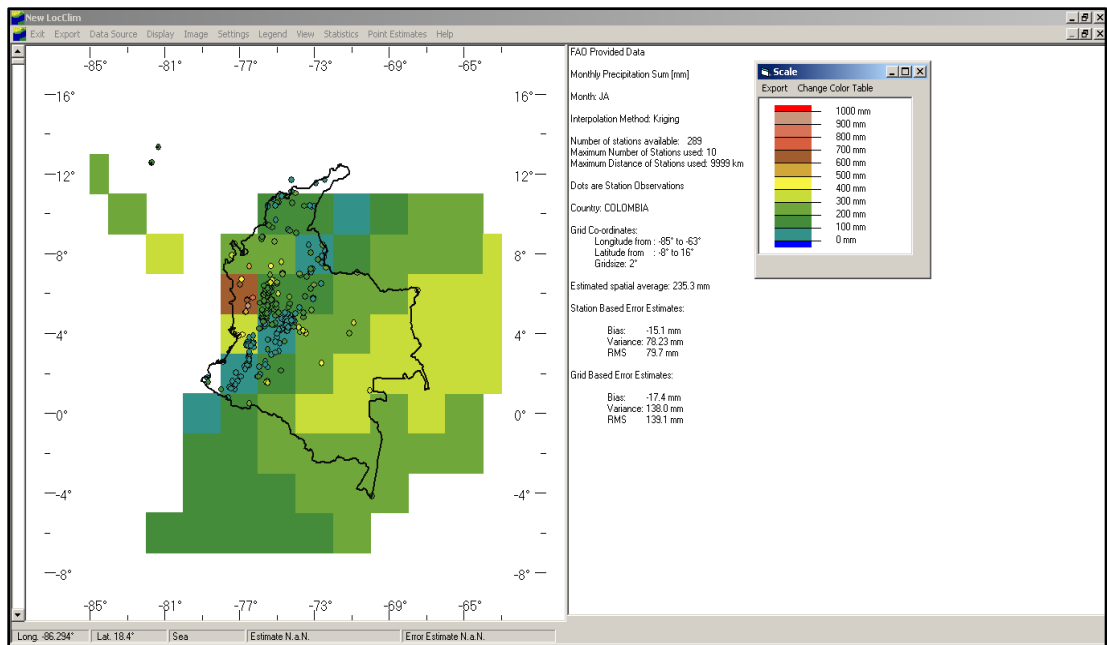 New LocClim
Exit Export Data Source Display Image Settings Legend View Statistics Point Estimates Help
-85° -81° -77° -73° -69° -65°
16° 16°
12° 12°
8° 8°
4° 4°
0° 0°
-4° -4°
-8° -8°
-85° -81° -77° -73° -69° -65°
FAO Provided Data
Monthly Precipitation Sum [mm]
Month: JA
Interpolation Method: Kriging
Number of stations available: 289
Maximum Number of Stations used: 10
Maximum Distance of Stations used: 9999 km
Dots are Station Observations
Country: COLOMBIA
Grid Co-ordinates:
Longitude from : -85° to -63°
Latitude from : -8° to 16°
Gridsize: 2°
Estimated spatial average: 235.3 mm
Station Based Error Estimates:
Bias: -15.1 mm
Variance: 78.23 mm
RMS 79.7 mm
Grid Based Error Estimates:
Bias: -17.4 mm
Variance: 138.0 mm
RMS 139.1 mm
Scale
Export Change Color Table
1000 mm
900 mm
800 mm
700 mm
600 mm
500 mm
400 mm
300 mm
200 mm
100 mm
0 mm
Long. -86.294° Lat. 18.4° Sea Estimate N.a.N. Error Estimate N.a.N.